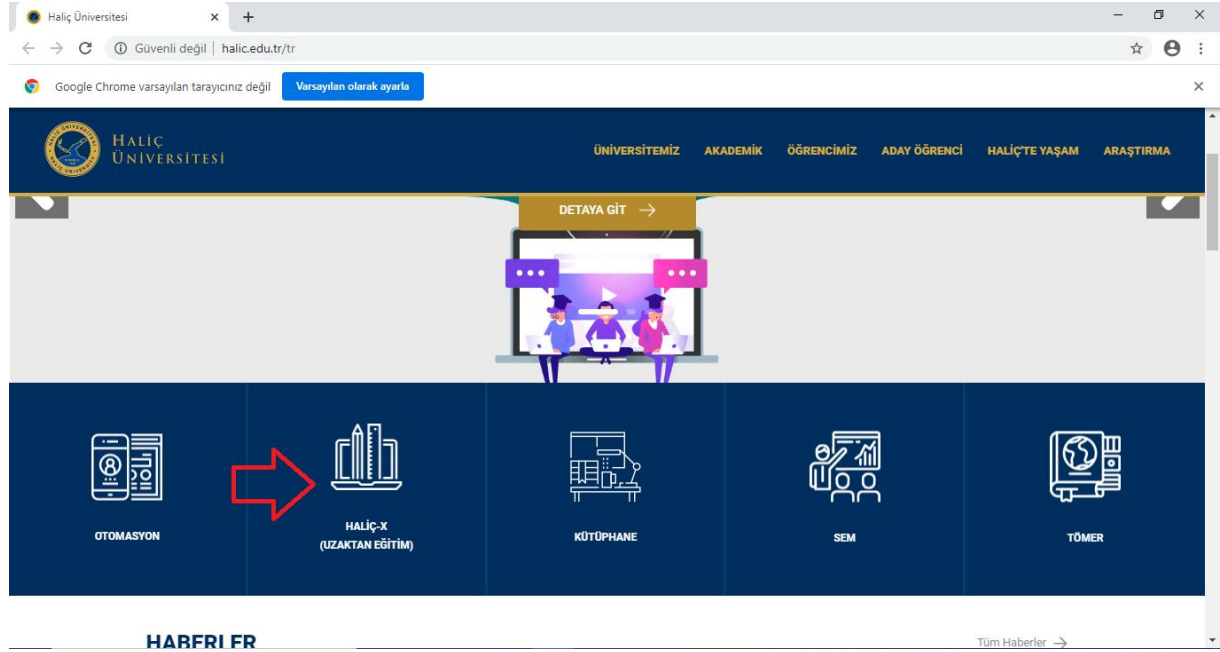 Haliç Üniversitesi
Güvenli değil | halic.edu.tr/tr
Google Chrome varsayılan tarayıcınız değil Varsayılan olarak ayarla
HALİÇ
ÜNİVERSİTESİ
ÜNİVERSİTEMİZ AKADEMİK ÖĞRENCİMİZ ADAY ÖĞRENCİ HALİÇ'TE YAŞAM ARAŞTIRMA
DETAYA GİT
OTOMASYON
HALİÇ-X
(UZAKTAN EĞİTİM)
KÜTÜPHANE
SEM
TÖMER
HABERLER
Tüm Haberler